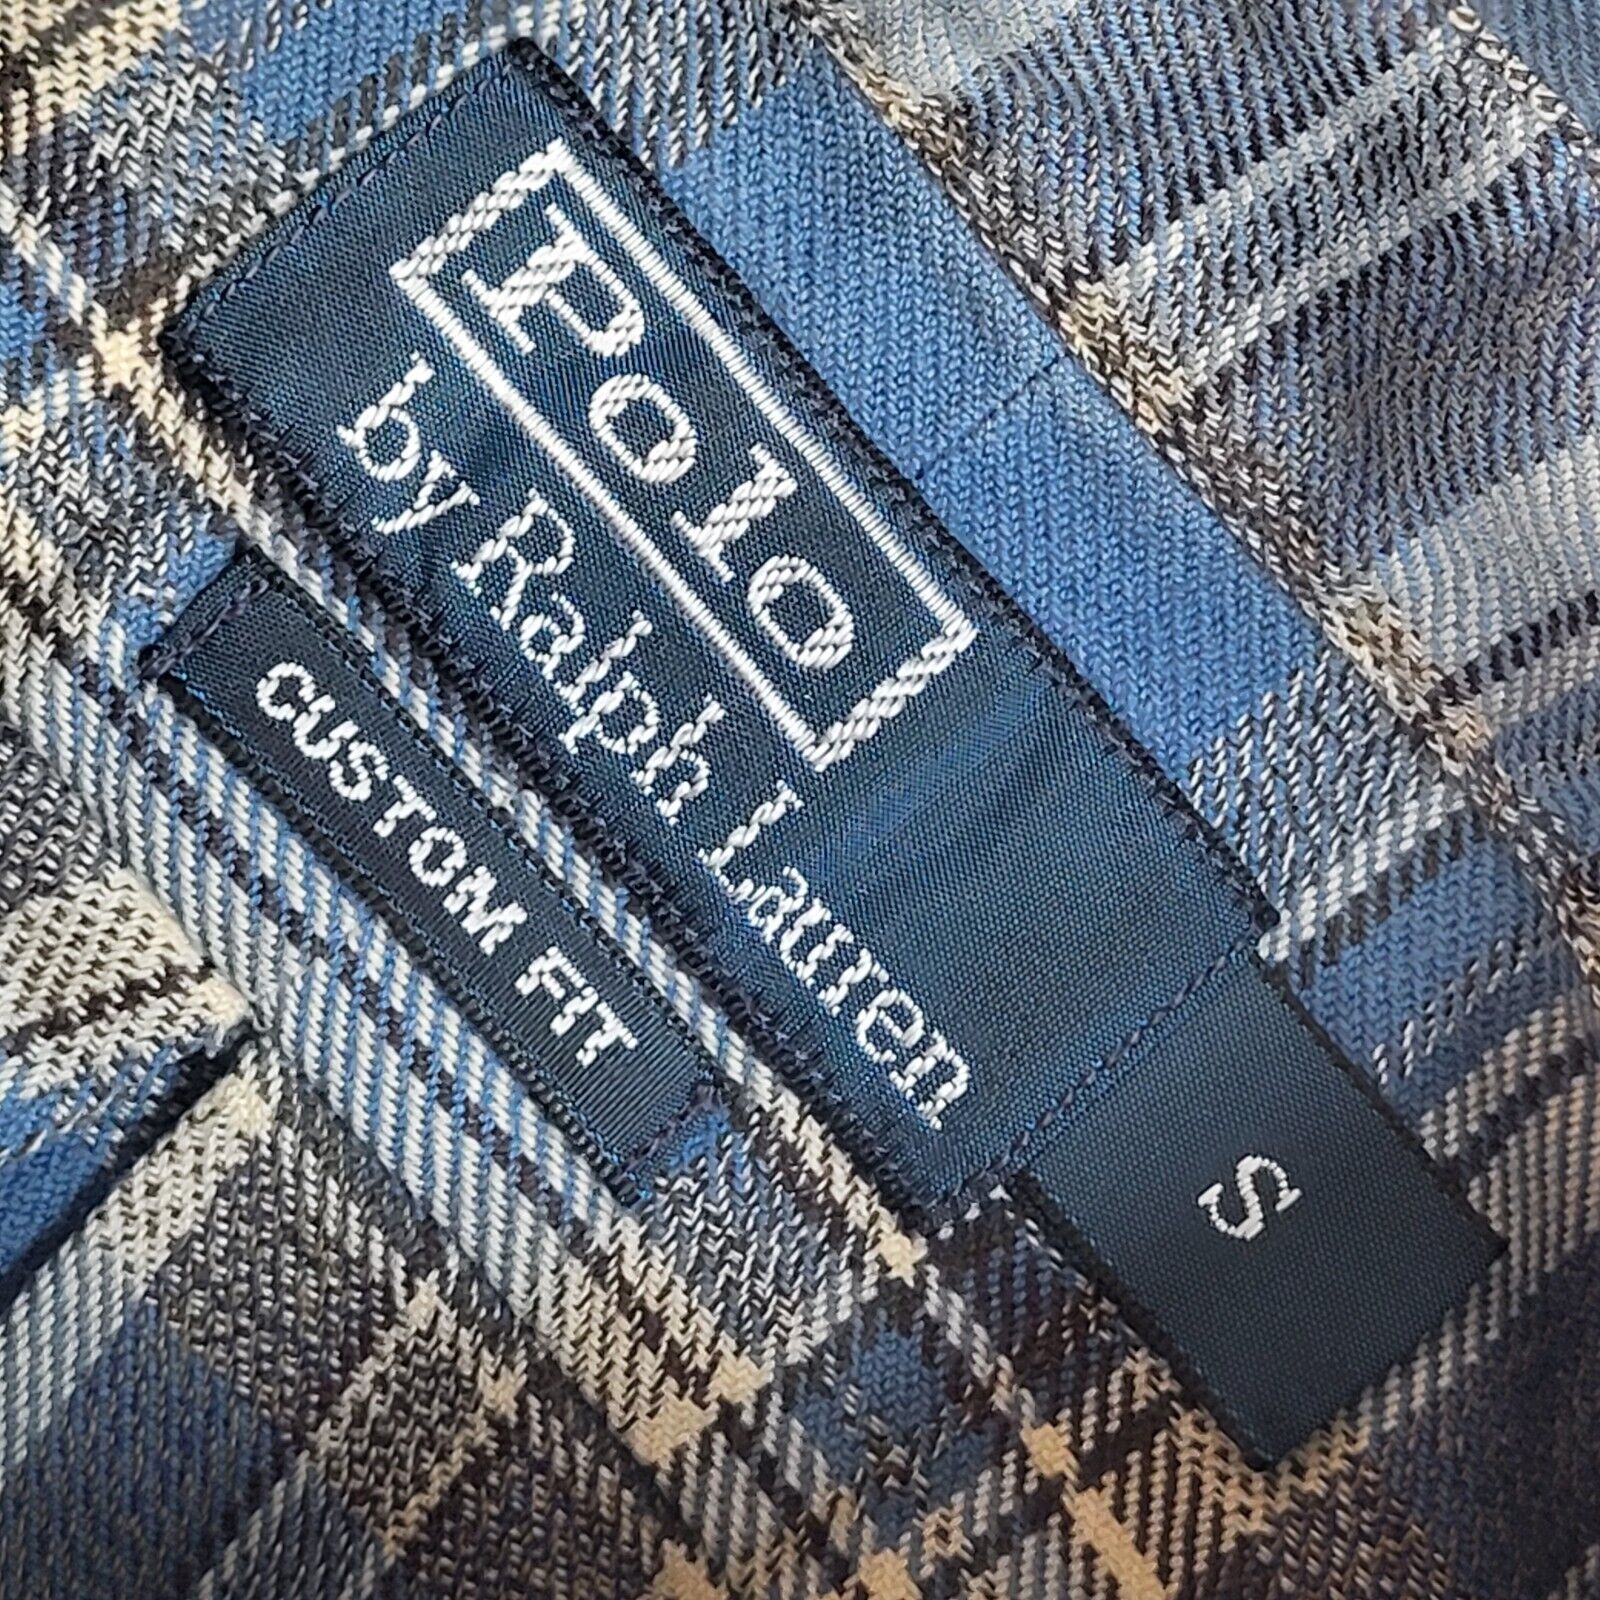 Polo
by Ralph Lauren
CUSTOM FIT
S